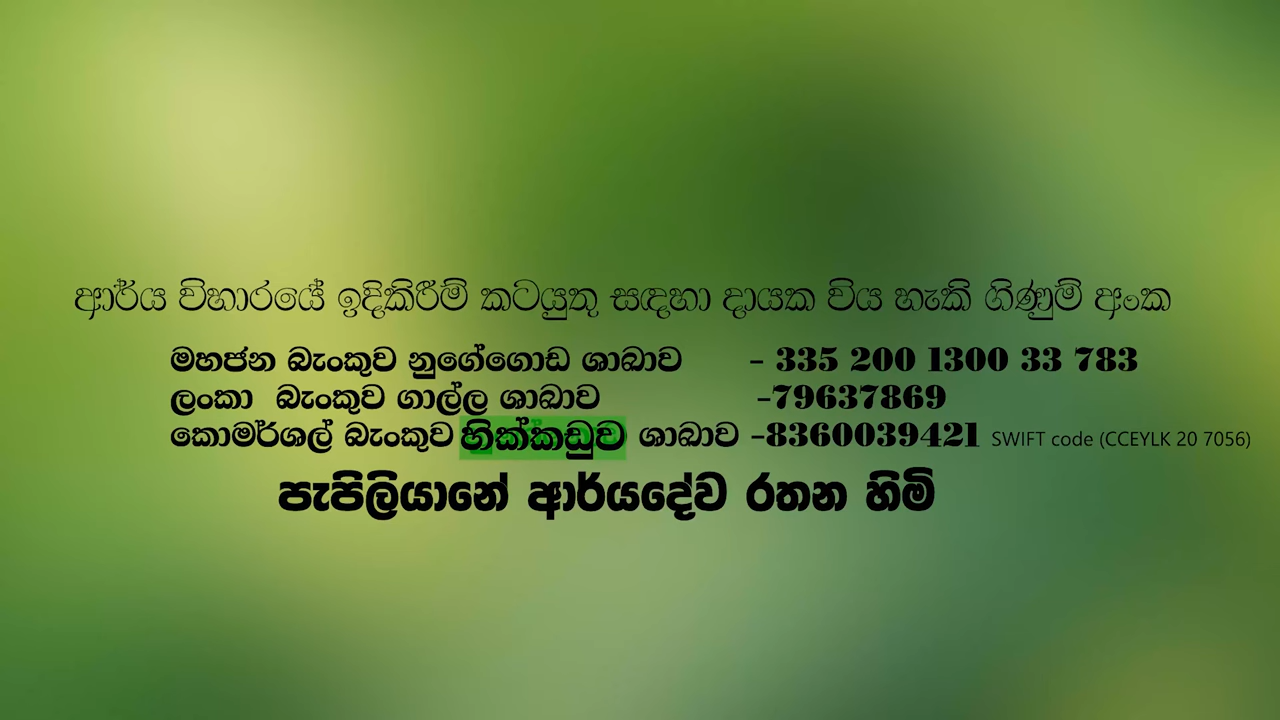 ආර්ය විහාරයේ ඉදිකිරීම් කටයුතු සඳහා දායක විය හැකි ගිණුම් අංක
මහජන බැංකුව නුගේගොඩ ශාඛාව - 335 200 1300 33 783
ලංකා බැංකුව ගාල්ල ශාඛාව -79637869
කොමර්ශල් බැංකුව හික්කඩුව ශාඛාව -8360039421 SWIFT code (CCEYLK 20 7056)
පැපිලියානේ ආර්යදේව රතන හිමි